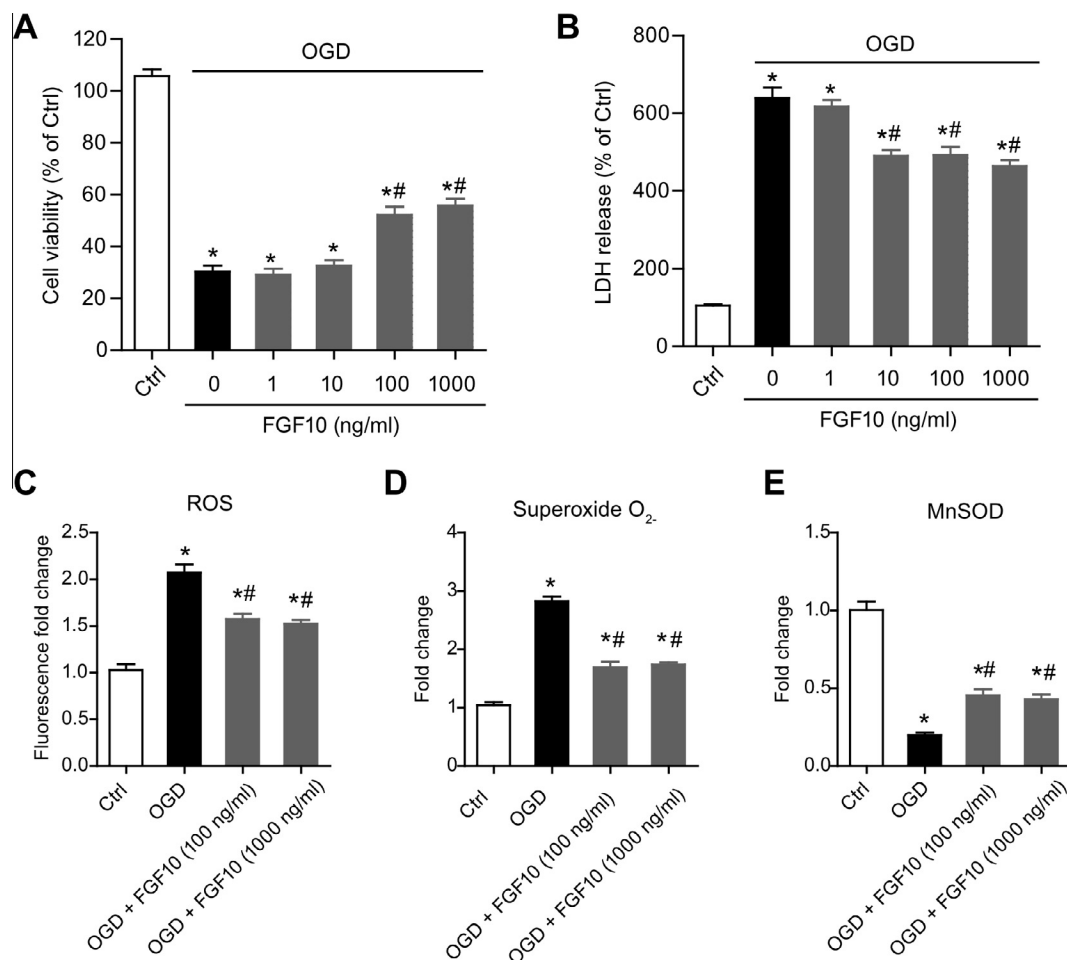 A
Cell viability (% of Ctrl)
120
100
80
60
40
20
0
OGD
*
*
*
*#
*#
Ctrl
0 1 10 100 1000
FGF10 (ng/ml)
B
LDH release (% of Ctrl)
800
600
400
200
0
OGD
*
*
*#
*#
*#
Ctrl
0 1 10 100 1000
FGF10 (ng/ml)
C
ROS
Fluorescence fold change
2.5
2.0
1.5
1.0
0.5
0.0
*
*#
*#
Ctrl
OGD
OGD + FGF10 (100 ng/ml)
OGD + FGF10 (1000 ng/ml)
D
Superoxide O2-
Fold change
4
3
2
1
0
*
*#
*#
Ctrl
OGD
OGD + FGF10 (100 ng/ml)
OGD + FGF10 (1000 ng/ml)
E
MnSOD
Fold change
1.5
1.0
0.5
0.0
*
*#
*#
Ctrl
OGD
OGD + FGF10 (100 ng/ml)
OGD + FGF10 (1000 ng/ml)